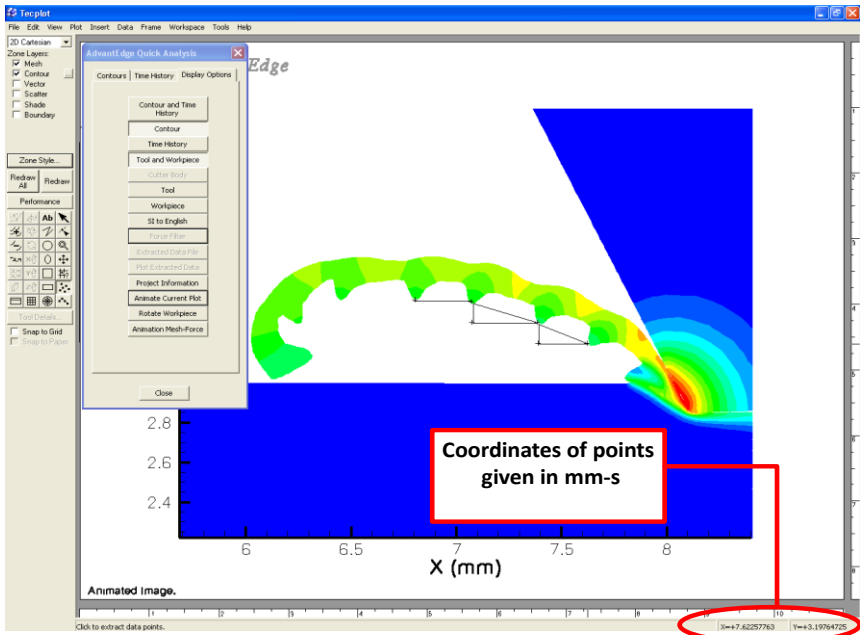 Tecplot
File Edit View Plot Insert Data Frame Workspace Tools Help
2D Cartesian
Zone Layers:
Mesh
Contour
Vector
Scatter
Shade
Boundary
Zone Style...
Redraw All
Redraw
Performance
Ab
Tool Details...
Snap to Grid
Snap to Paper
AdvantEdge Quick Analysis
Contours Time History Display Options
Contour and Time
History
Contour
Time History
Tool and Workpiece
Cutter Body
Tool
Workpiece
SI to English
Force Filter
Extracted Data File
Plot Extracted Data
Project Information
Animate Current Plot
Rotate Workpiece
Animation Mesh-Force
Close
Edge
Coordinates of points
given in mm-s
2.8
2.6
2.4
6 6.5 7 7.5 8
X (mm)
Animated Image.
Click to extract data points.
X=+7.62257763 Y=+3.19764725